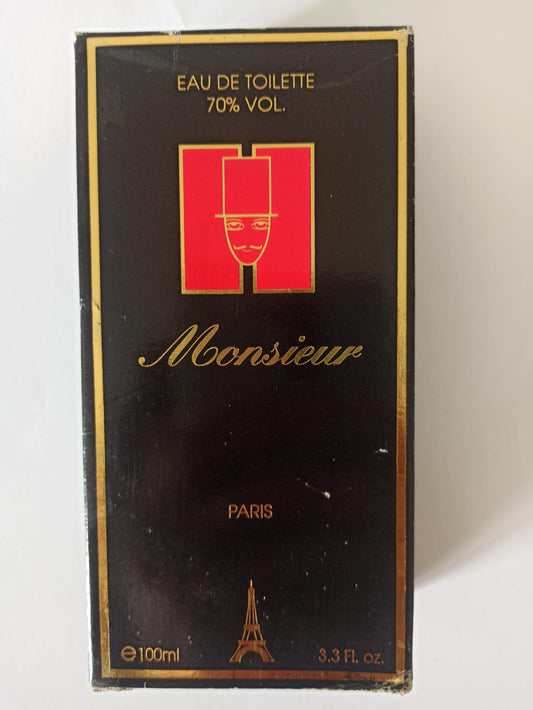 EAU DE TOILETTE
70% VOL.
Monsieur
PARIS
℮100ml 3.3 FL. oz.